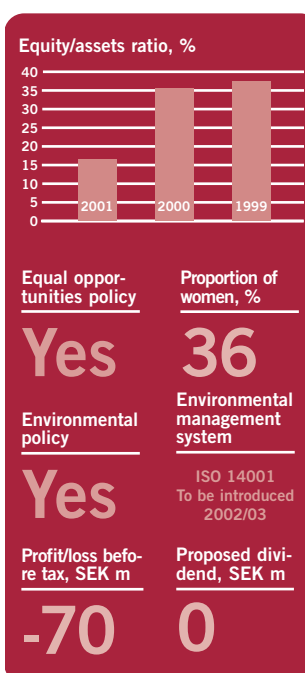 Equity/assets ratio, %
40
35
30
25
20
15
10
5
0
2001
2000
1999
Equal oppor-
tunities policy
Yes
Proportion of
women, %
36
Environmental
policy
Yes
Environmental
management
system
ISO 14001
To be introduced
2002/03
Profit/loss befo-
re tax, SEK m
-70
Proposed divi-
dend, SEK m
0